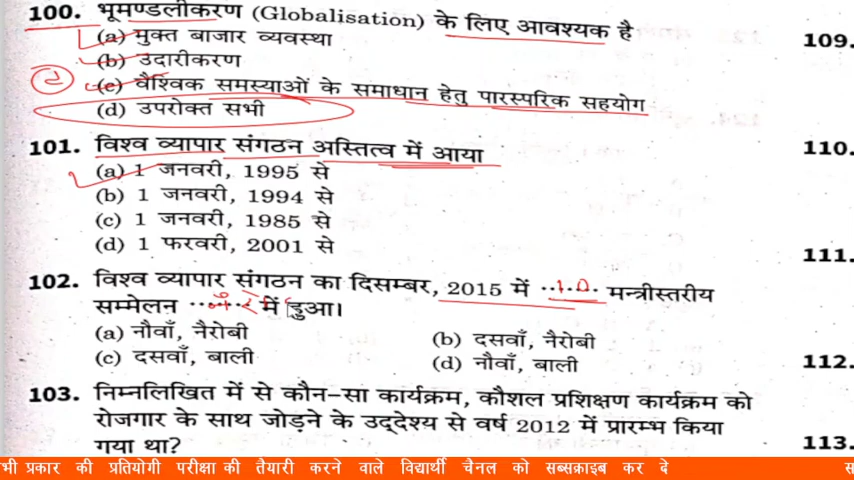 100. भूमण्डलीकरण (Globalisation) के लिए आवश्यक है
(a) मुक्त बाजार व्यवस्था
(b) उदारीकरण
(c) वैश्विक समस्याओं के समाधान हेतु पारस्परिक सहयोग
(d) उपरोक्त सभी
101. विश्व व्यापार संगठन अस्तित्व में आया
(a) 1 जनवरी, 1995 से
(b) 1 जनवरी, 1994 से
(c) 1 जनवरी, 1985 से
(d) 1 फरवरी, 2001 से
102. विश्व व्यापार संगठन का दिसम्बर, 2015 में ...10... मन्त्रीस्तरीय
सम्मेलन ...... में हुआ।
(a) नौवाँ, नैरोबी (b) दसवाँ, नैरोबी
(c) दसवाँ, बाली (d) नौवाँ, बाली
103. निम्नलिखित में से कौन-सा कार्यक्रम, कौशल प्रशिक्षण कार्यक्रम को
रोजगार के साथ जोड़ने के उद्देश्य से वर्ष 2012 में प्रारम्भ किया
गया था?
109.
110.
111.
112.
113.
भी प्रकार की प्रतियोगी परीक्षा की तैयारी करने वाले विद्यार्थी चैनल को सब्सक्राइब कर दे स